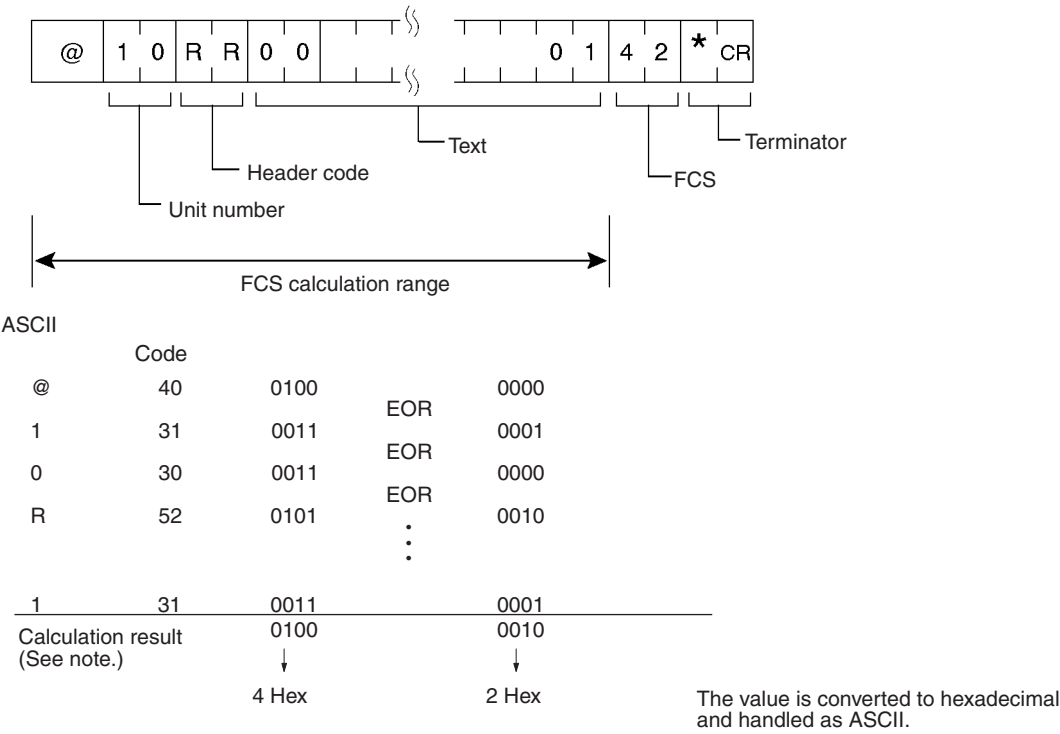 @ 1 0 R R 0 0 0 1 4 2 * CR
Text
Terminator
Header code
FCS
Unit number
FCS calculation range
ASCII
Code
@ 40 0100 0000
EOR
1 31 0011 0001
EOR
0 30 0011 0000
EOR
R 52 0101 0010
1 31 0011 0001
Calculation result 0100 0010
(See note.)
4 Hex 2 Hex
The value is converted to hexadecimal
and handled as ASCII.